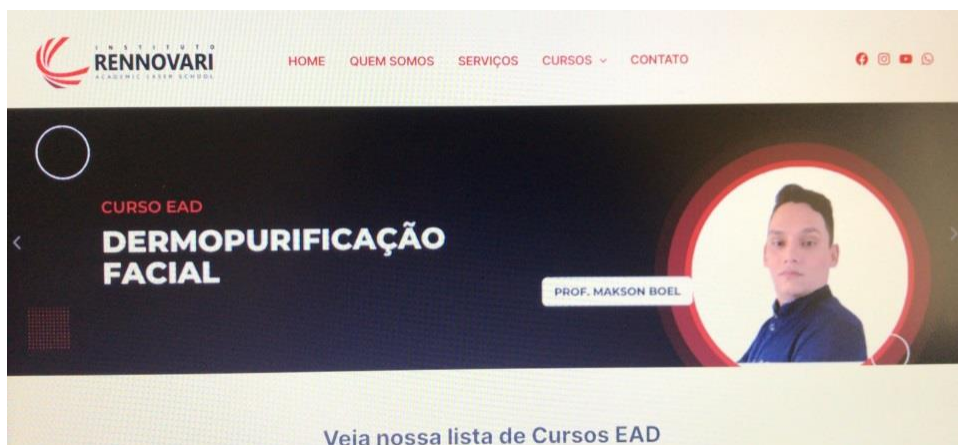 INSTITUTO
RENNOVARI
ACADEMIC LASER SCHOOL
HOME QUEM SOMOS SERVIÇOS CURSOS CONTATO
CURSO EAD
DERMOPURIFICAÇÃO
FACIAL
PROF. MAKSON BOEL
Veja nossa lista de Cursos EAD